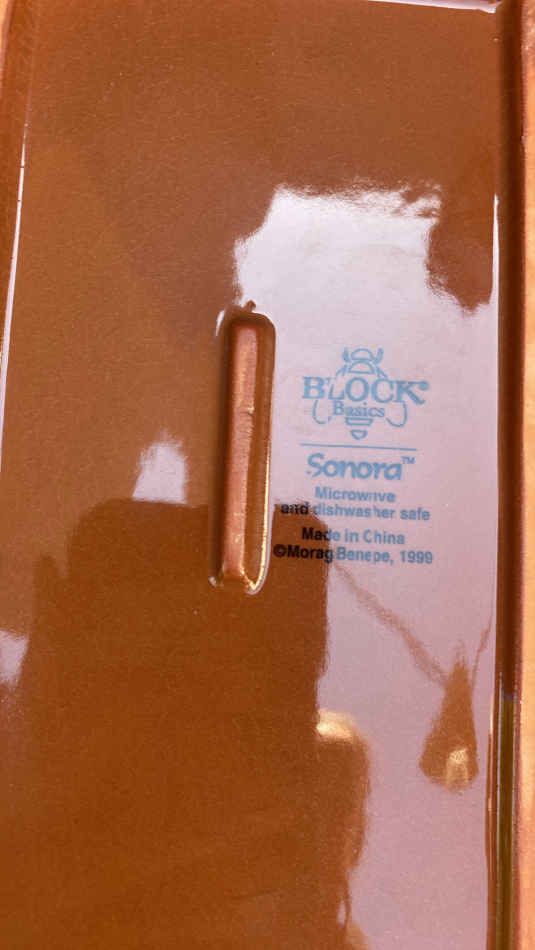 BLOCK®
Basics
Sonora™
Microwave
and dishwasher safe
Made in China
©Morag Benepe, 1999